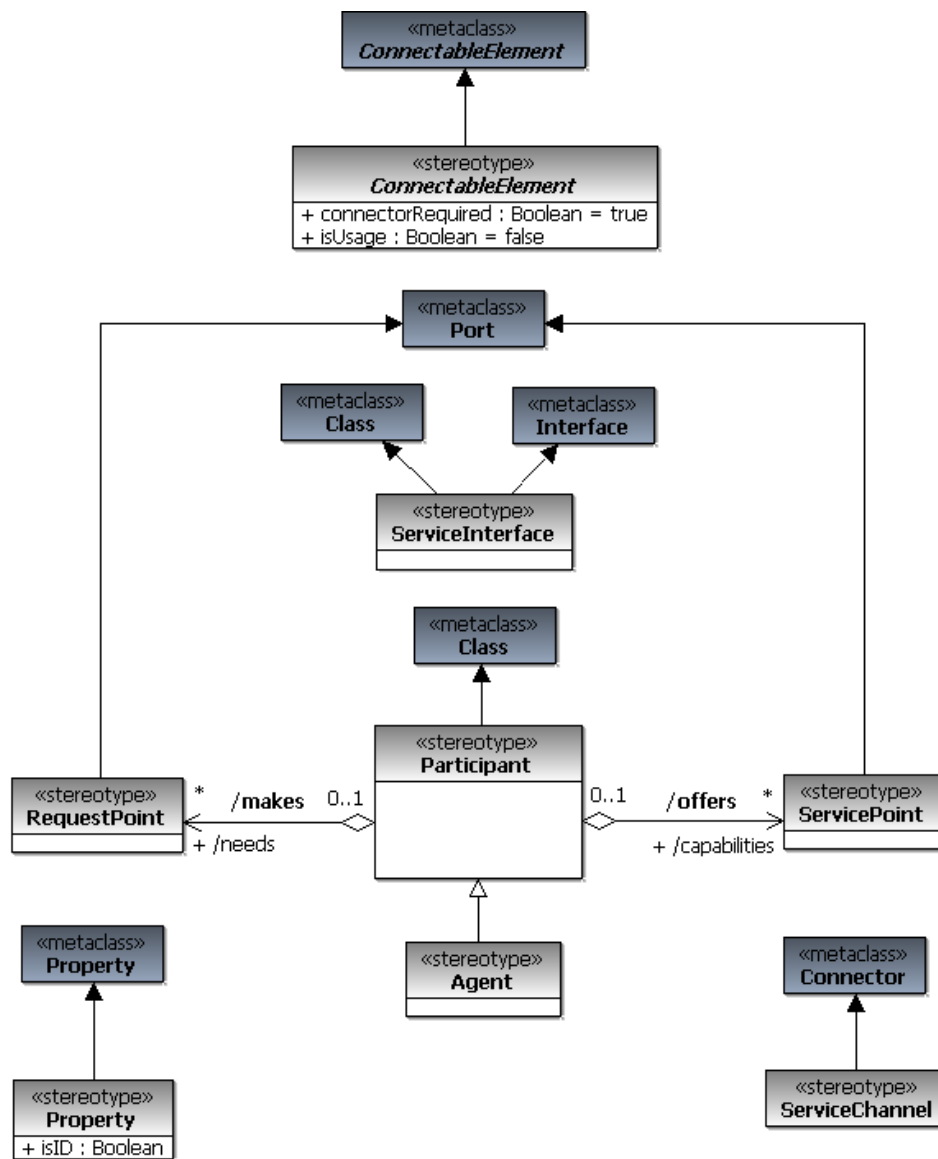 «metaclass»
ConnectableElement
«stereotype»
ConnectableElement
+ connectorRequired : Boolean = true
+ isUsage : Boolean = false
«metaclass»
Port
«metaclass»
Class
«metaclass»
Interface
«stereotype»
ServiceInterface
«metaclass»
Class
«stereotype»
Participant
«stereotype»
RequestPoint
* /makes 0..1
+ /needs
0..1 /offers *
+ /capabilities
«stereotype»
ServicePoint
«metaclass»
Property
«stereotype»
Agent
«metaclass»
Connector
«stereotype»
Property
+ isID : Boolean
«stereotype»
ServiceChannel